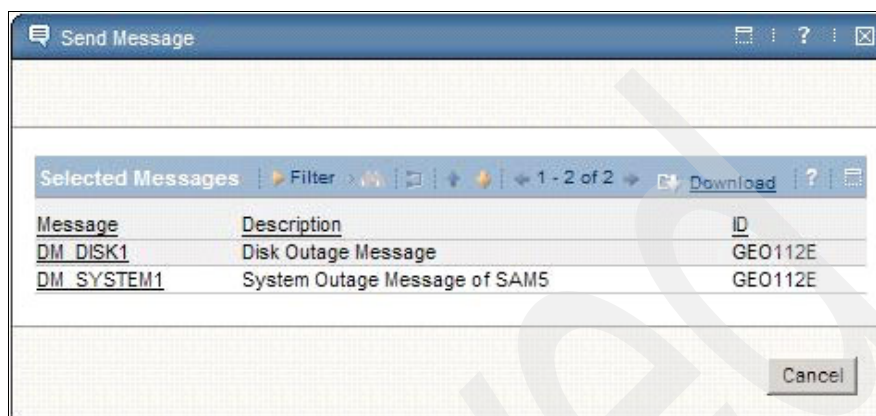 Send Message ?
Selected Messages Filter 1 - 2 of 2 Download ?
Message Description ID
DM_DISK1 Disk Outage Message GEO112E
DM_SYSTEM1 System Outage Message of SAM5 GEO112E
Cancel